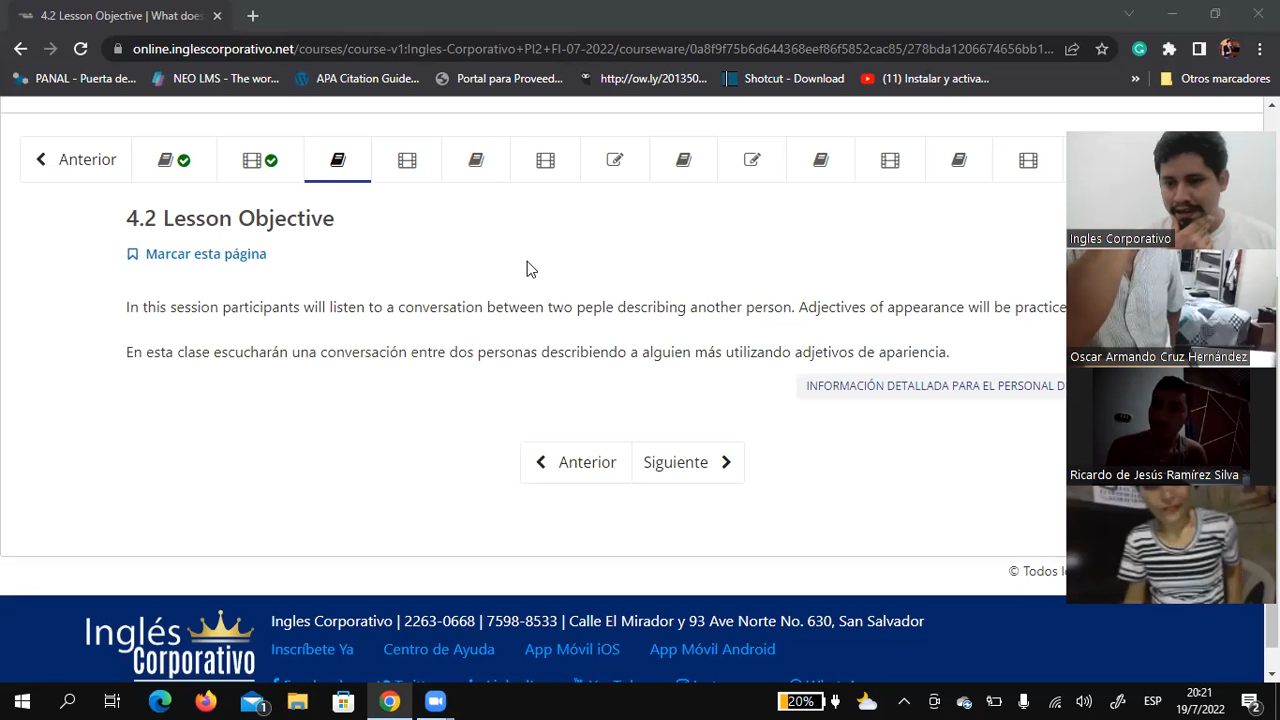 4.2 Lesson Objective | What does
online.inglescorporativo.net/courses/course-v1:Ingles-Corporativo+PI2+FI-07-2022/courseware/0a8f9f75b6d644368eef86f5852cac85/278bda1206674656bb1...
PANAL - Puerta de... NEO LMS - The wor... APA Citation Guide... Portal para Proveed... http://ow.ly/201350... Shotcut - Download (11) Instalar y activa... » Otros marcadores
Anterior
4.2 Lesson Objective
Marcar esta página
In this session participants will listen to a conversation between two peple describing another person. Adjectives of appearance will be practice
En esta clase escucharán una conversación entre dos personas describiendo a alguien más utilizando adjetivos de apariencia.
INFORMACIÓN DETALLADA PARA EL PERSONAL D
Anterior Siguiente
Ingles Corporativo
Oscar Armando Cruz Hernández
Ricardo de Jesús Ramírez Silva
© Todos l
Inglés Corporativo
Ingles Corporativo | 2263-0668 | 7598-8533 | Calle El Mirador y 93 Ave Norte No. 630, San Salvador
Inscríbete Ya Centro de Ayuda App Móvil iOS App Móvil Android
1
20%
ESP
20:21
19/7/2022
2